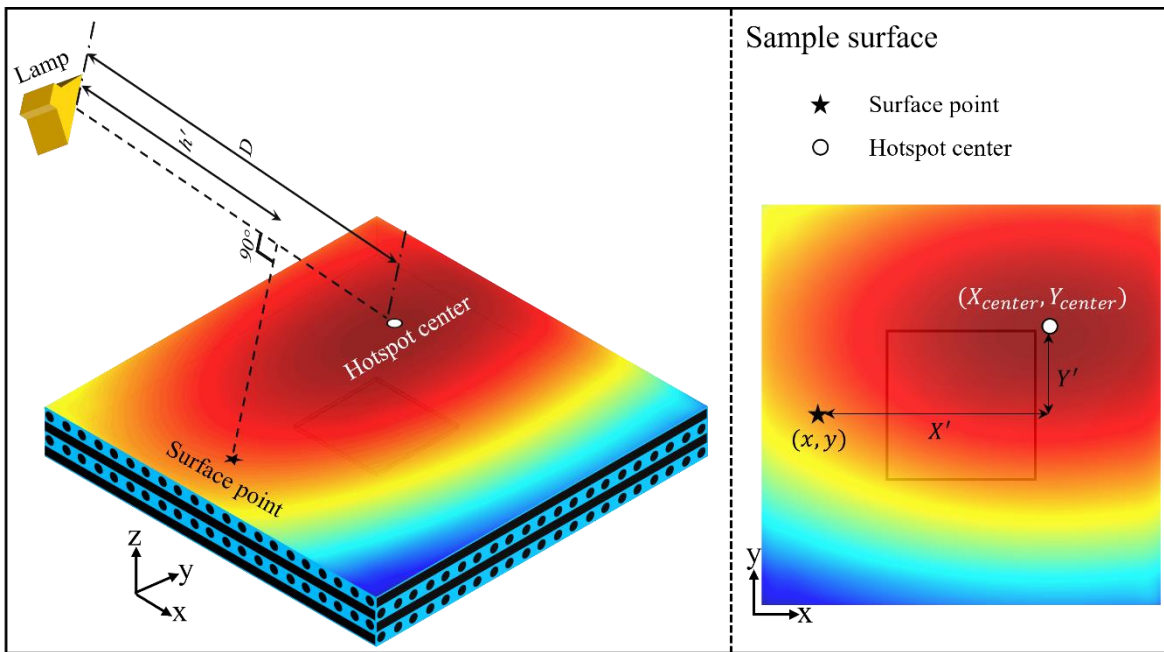 Lamp
h'
D
90°
Hotspot center
Surface point
z
y
x
Sample surface
Surface point
Hotspot center
(X_center, Y_center)
Y'
X'
(x, y)
y
x